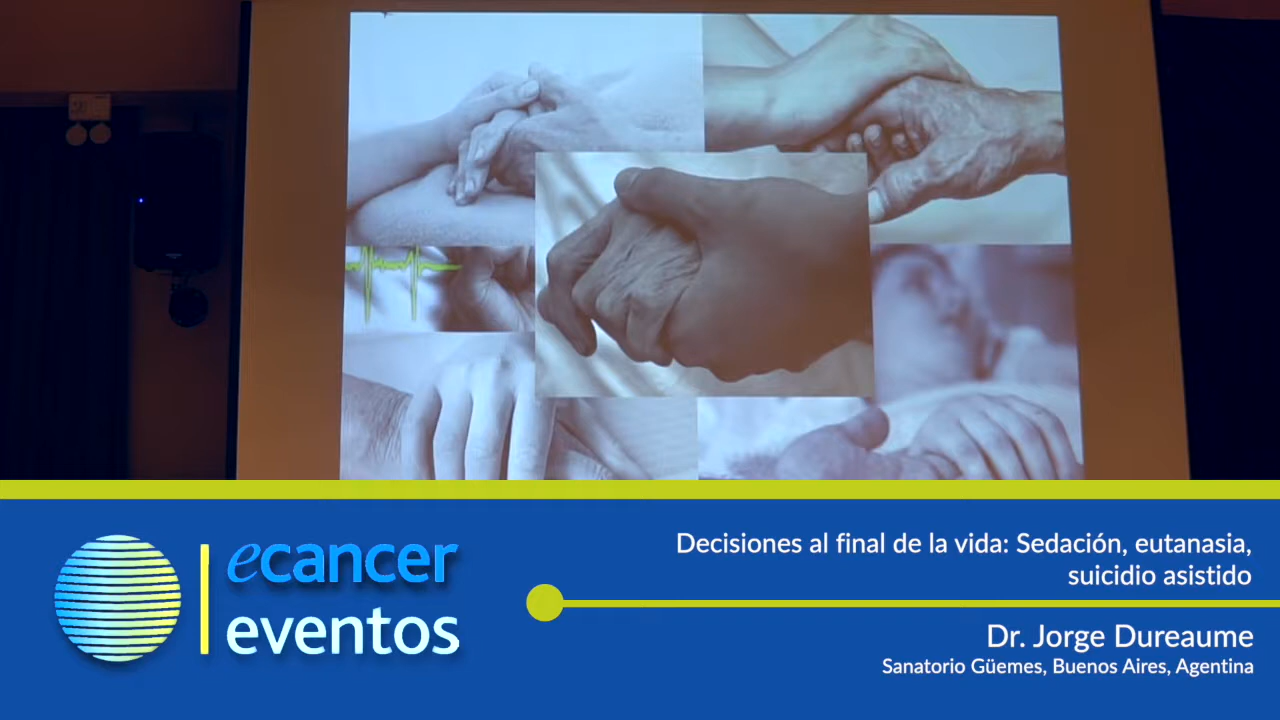 ecancer
eventos
Decisiones al final de la vida: Sedación, eutanasia,
suicidio asistido
Dr. Jorge Dureaume
Sanatorio Güemes, Buenos Aires, Agentina